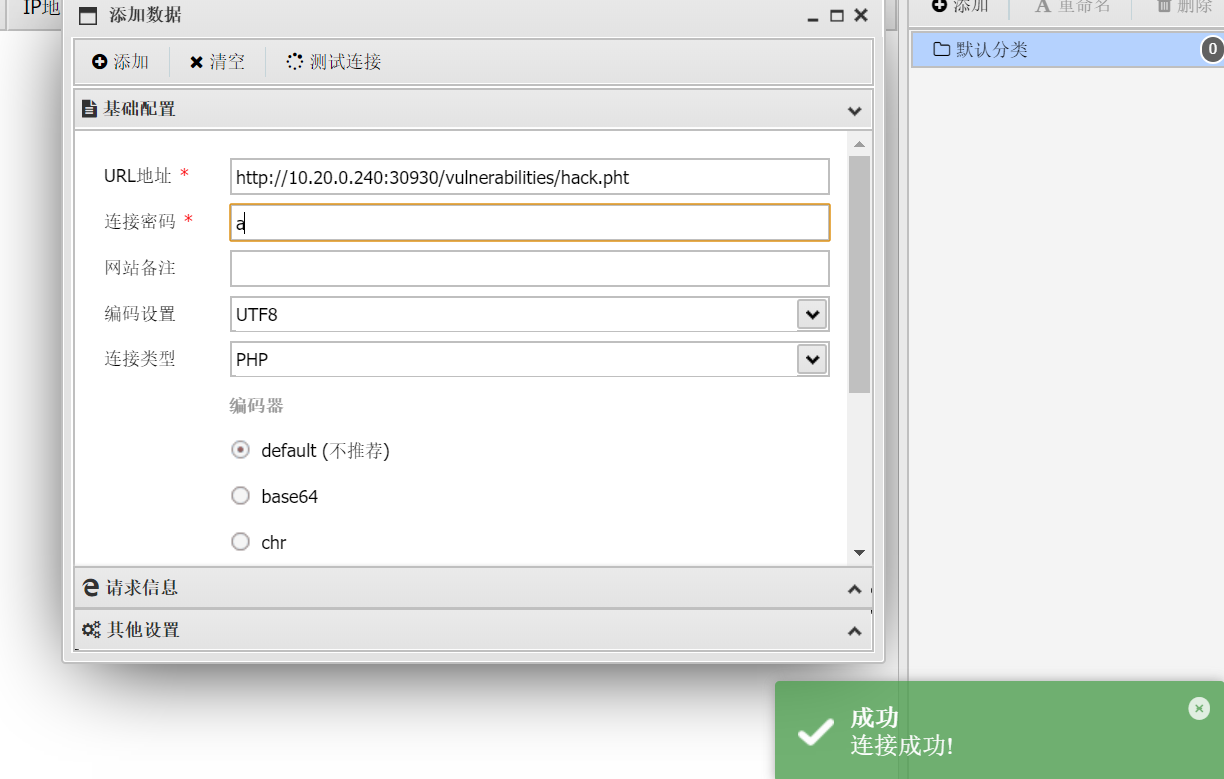 IP地
添加数据
添加 重命名 删除
默认分类 0
添加 清空 测试连接
基础配置
URL地址 * http://10.20.0.240:30930/vulnerabilities/hack.pht
连接密码 * a
网站备注
编码设置 UTF8
连接类型 PHP
编码器
default (不推荐)
base64
chr
请求信息
其他设置
成功
连接成功!